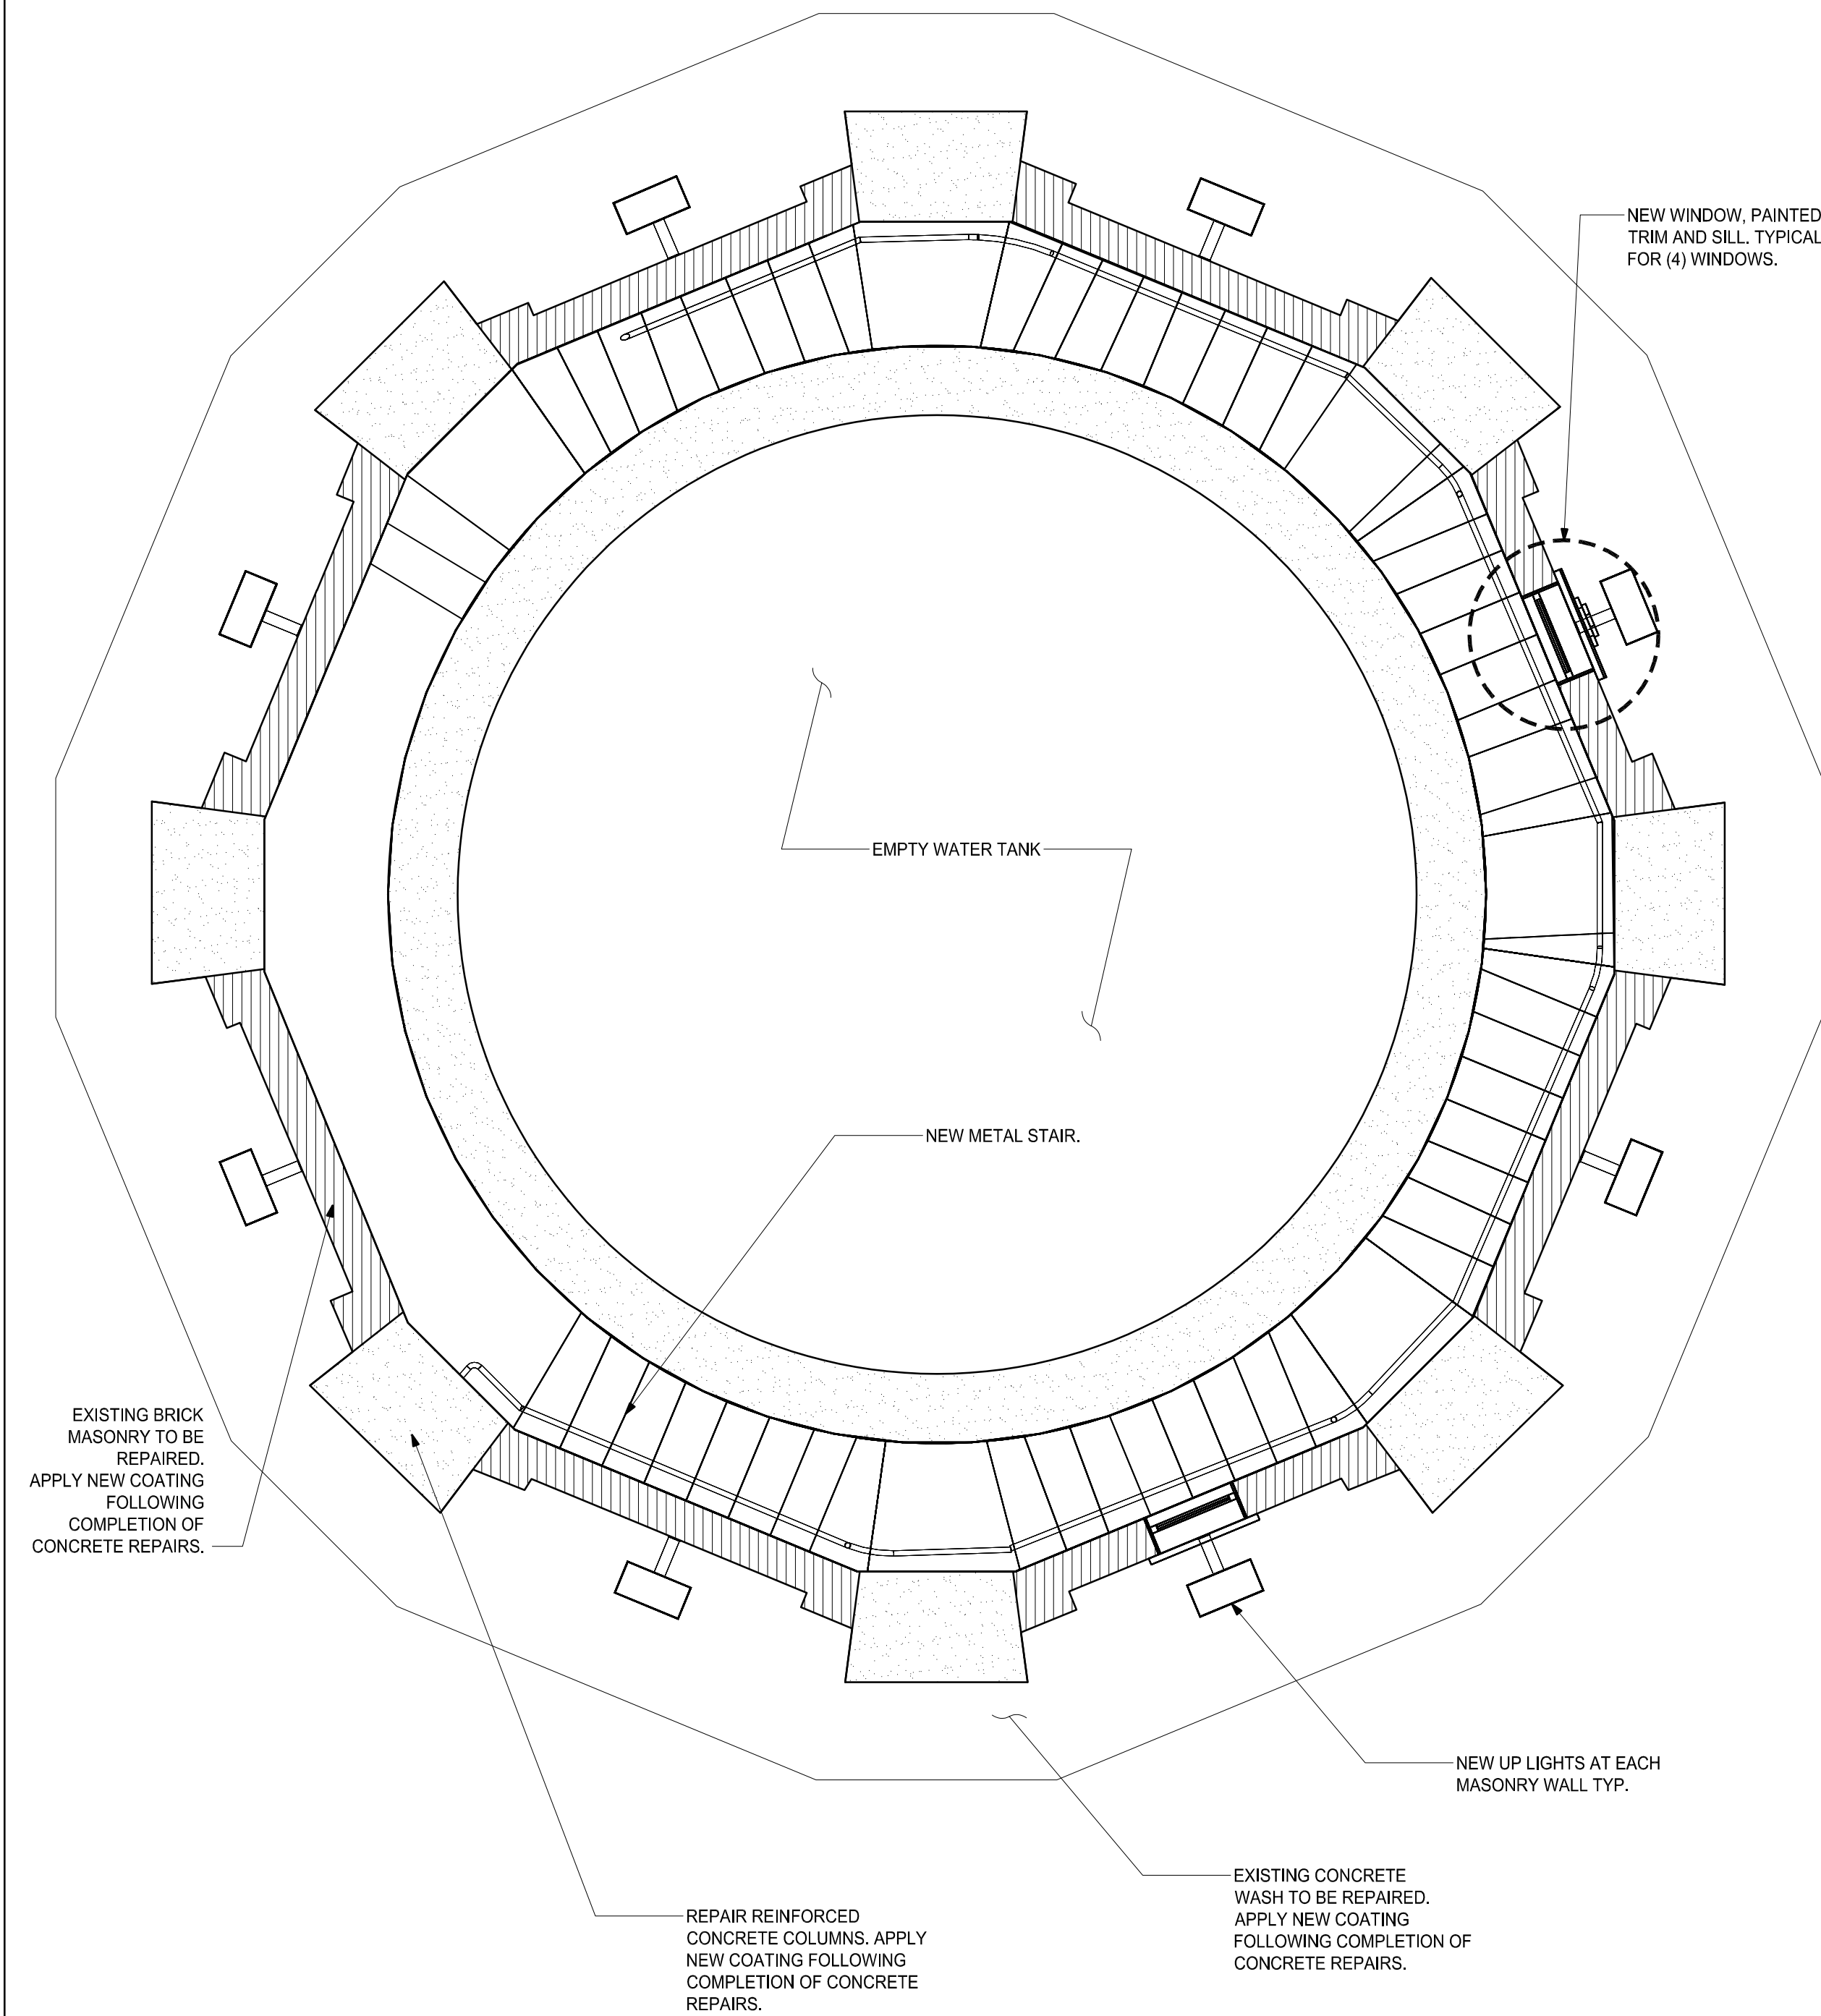 NEW WINDOW, PAINTED
TRIM AND SILL. TYPICAL
FOR (4) WINDOWS.
EMPTY WATER TANK
NEW METAL STAIR.
EXISTING BRICK
MASONRY TO BE
REPAIRED.
APPLY NEW COATING
FOLLOWING
COMPLETION OF
CONCRETE REPAIRS.
NEW UP LIGHTS AT EACH
MASONRY WALL TYP.
EXISTING CONCRETE
WASH TO BE REPAIRED.
APPLY NEW COATING
FOLLOWING COMPLETION OF
CONCRETE REPAIRS.
REPAIR REINFORCED
CONCRETE COLUMNS. APPLY
NEW COATING FOLLOWING
COMPLETION OF CONCRETE
REPAIRS.